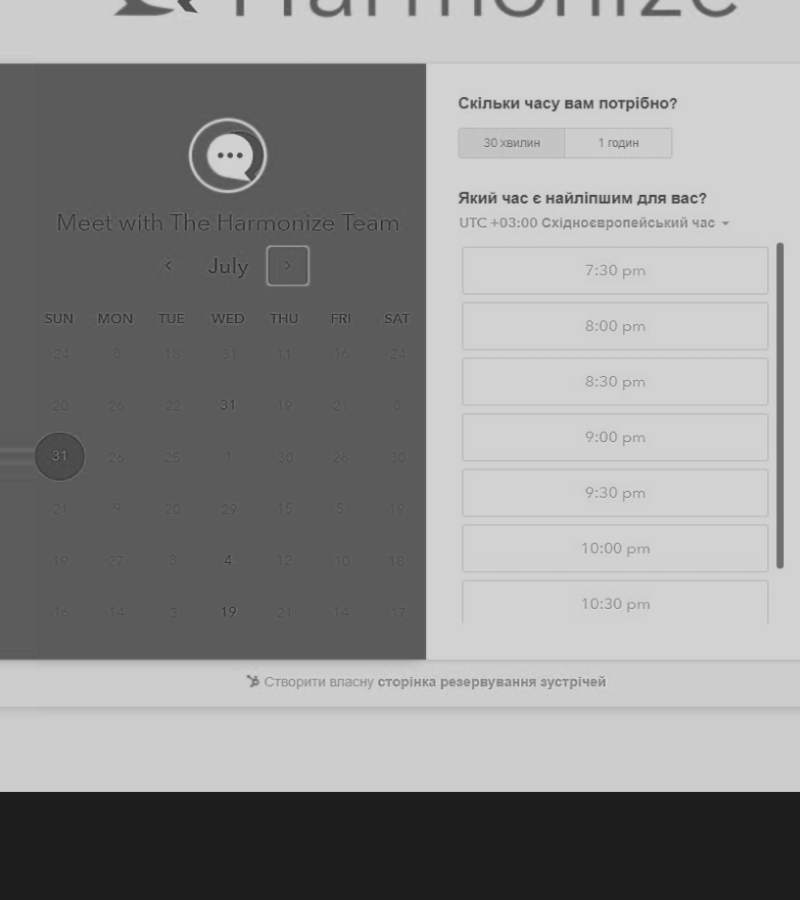 Harmonize
Meet with The Harmonize Team
July
SUN MON TUE WED THU FRI SAT
24 8 18 31 11 16 24
20 26 22 31 19 21
31 26 25 1 30 28 30
21 9 20 29 15 5 19
19 27 3 4 12 10 18
16 14 3 19 21 14 17
Скільки часу вам потрібно?
30 хвилин 1 годин
Який час є найліпшим для вас?
UTC +03:00 Східноєвропейський час
7:30 pm
8:00 pm
8:30 pm
9:00 pm
9:30 pm
10:00 pm
10:30 pm
Створити власну сторінка резервування зустрічей